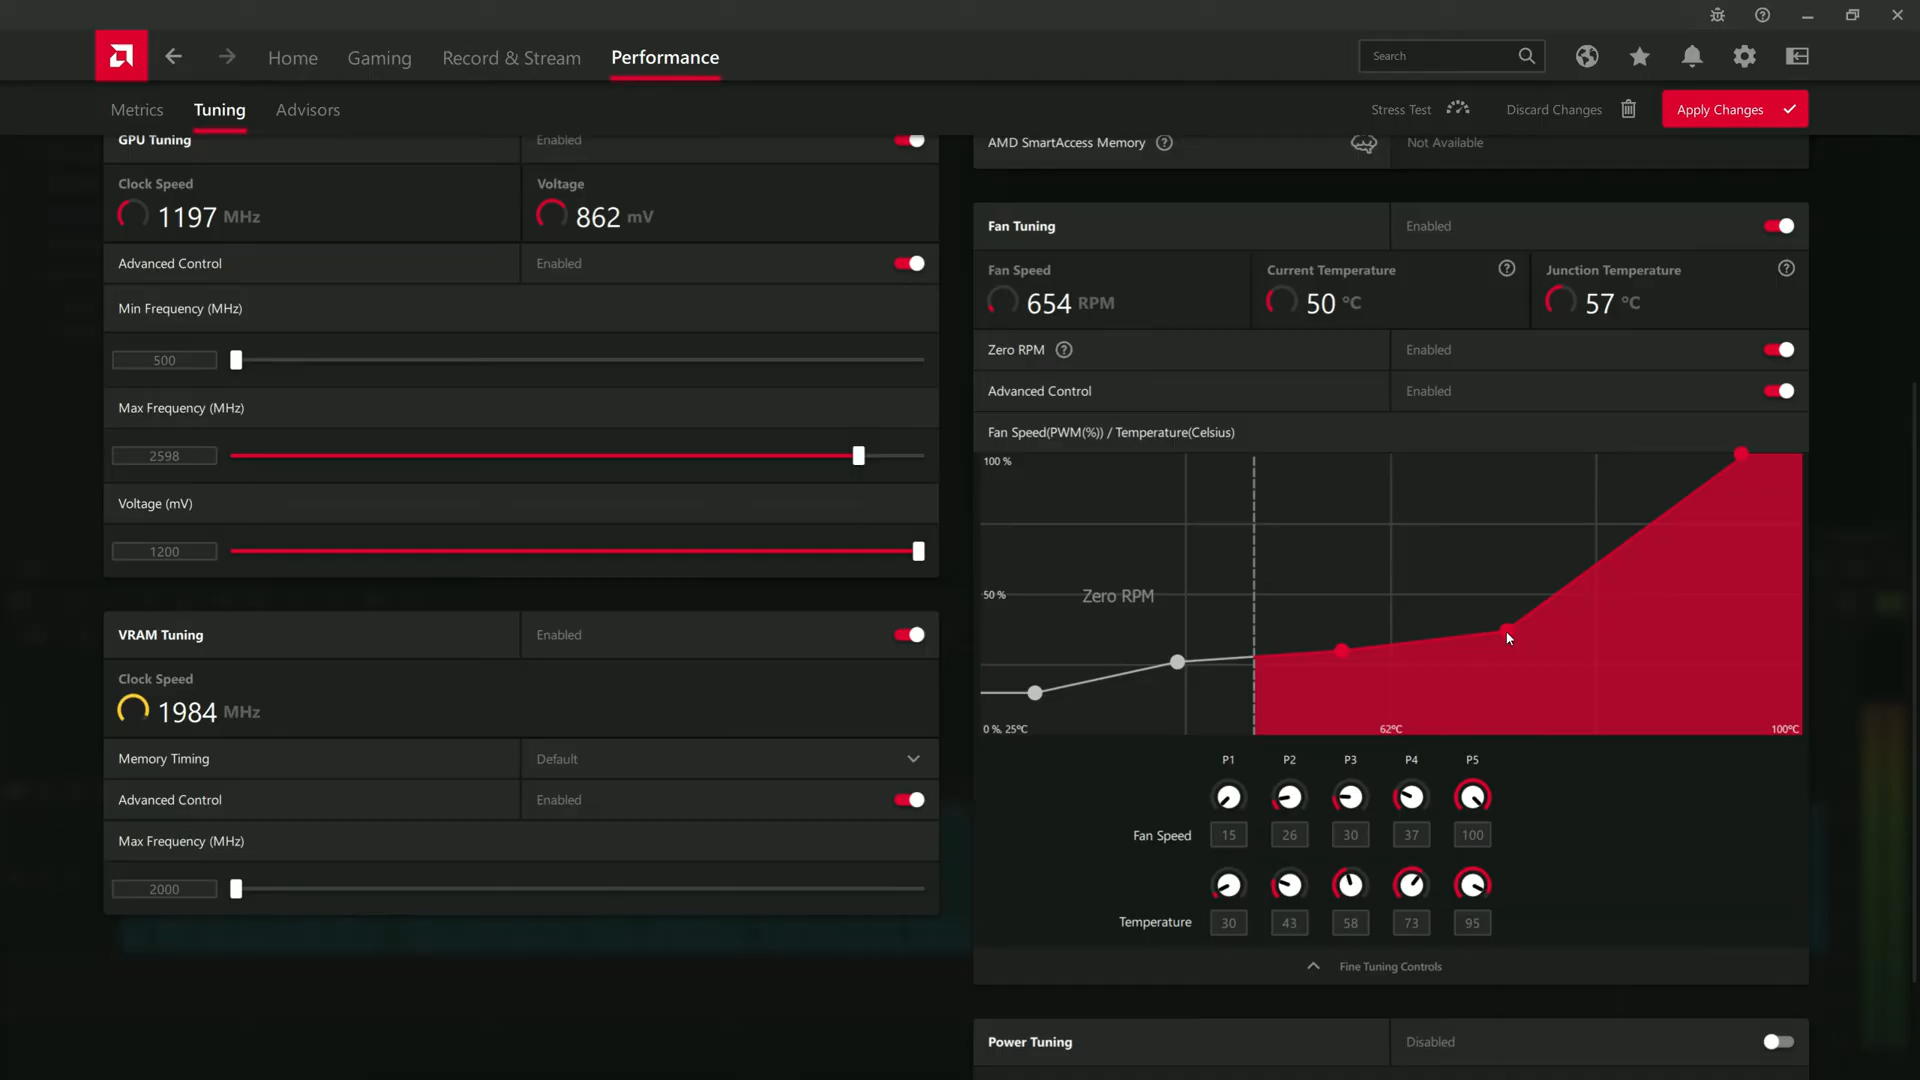 Home
Gaming
Record & Stream
Performance
Search
Metrics
Tuning
Advisors
Stress Test
Discard Changes
Apply Changes
GPU Tuning
Enabled
Clock Speed
1197 MHz
Voltage
862 mV
Advanced Control
Enabled
Min Frequency (MHz)
500
Max Frequency (MHz)
2598
Voltage (mV)
1200
VRAM Tuning
Enabled
Clock Speed
1984 MHz
Memory Timing
Default
Advanced Control
Enabled
Max Frequency (MHz)
2000
AMD SmartAccess Memory
Not Available
Fan Tuning
Enabled
Fan Speed
654 RPM
Current Temperature
50 °C
Junction Temperature
57 °C
Zero RPM
Enabled
Advanced Control
Enabled
Fan Speed(PWM(%)) / Temperature(Celsius)
100 %
50 %
Zero RPM
0 %, 25°C
62°C
100°C
P1 P2 P3 P4 P5
Fan Speed 15 26 30 37 100
Temperature 30 43 58 73 95
Fine Tuning Controls
Power Tuning
Disabled